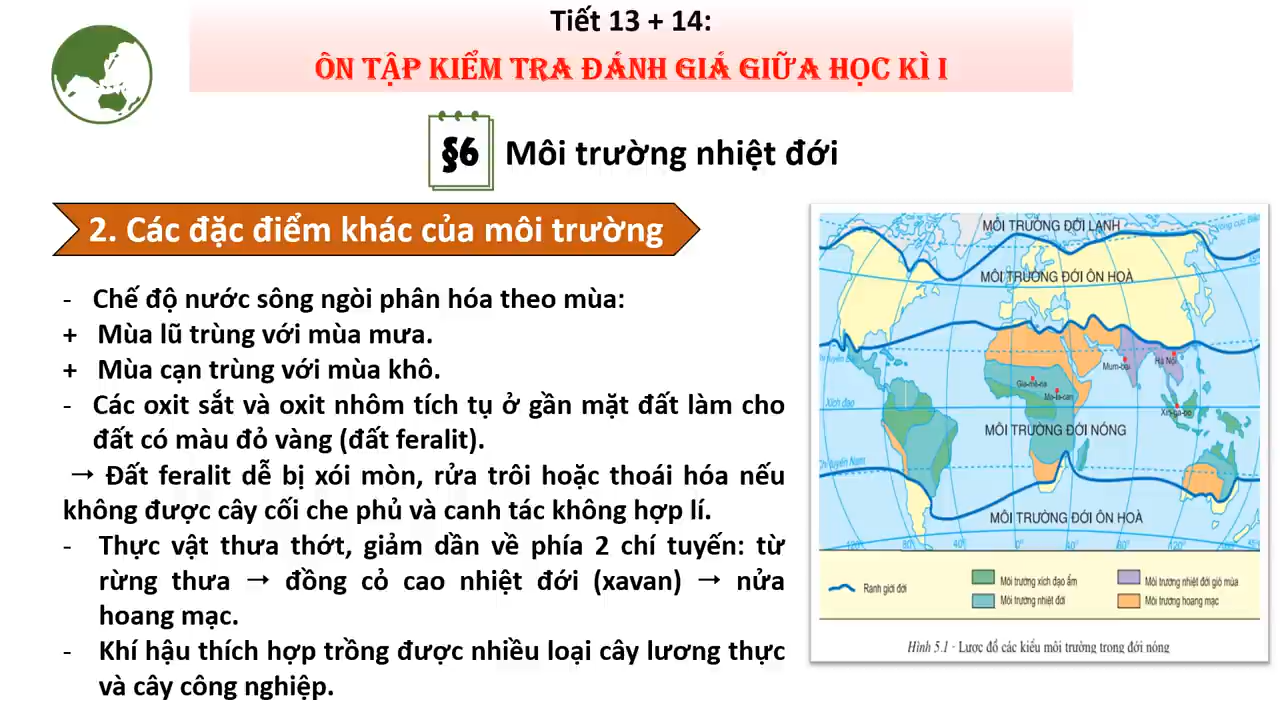 Tiết 13 + 14:
ÔN TẬP KIỂM TRA ĐÁNH GIÁ GIỮA HỌC KÌ I
§6 Môi trường nhiệt đới
2. Các đặc điểm khác của môi trường
- Chế độ nước sông ngòi phân hóa theo mùa:
+ Mùa lũ trùng với mùa mưa.
+ Mùa cạn trùng với mùa khô.
- Các oxit sắt và oxit nhôm tích tụ ở gần mặt đất làm cho
đất có màu đỏ vàng (đất feralit).
→ Đất feralit dễ bị xói mòn, rửa trôi hoặc thoái hóa nếu
không được cây cối che phủ và canh tác không hợp lí.
- Thực vật thưa thớt, giảm dần về phía 2 chí tuyến: từ
rừng thưa → đồng cỏ cao nhiệt đới (xavan) → nửa
hoang mạc.
- Khí hậu thích hợp trồng được nhiều loại cây lương thực
và cây công nghiệp.
MÔI TRƯỜNG ĐỚI LẠNH
MÔI TRƯỜNG ĐỚI ÔN HOÀ
Hà Nội
Mum-bai
Gia-mê-na
Xin-ga-po
Xích đạo
MÔI TRƯỜNG ĐỚI NÓNG
Chí tuyến Nam
MÔI TRƯỜNG ĐỚI ÔN HOÀ
120° 80° 40° 0° 40° 80° 120°
Ranh giới đới
Môi trường xích đạo ẩm
Môi trường nhiệt đới gió mùa
Môi trường nhiệt đới
Môi trường hoang mạc
Hình 5.1 - Lược đồ các kiểu môi trường trong đới nóng